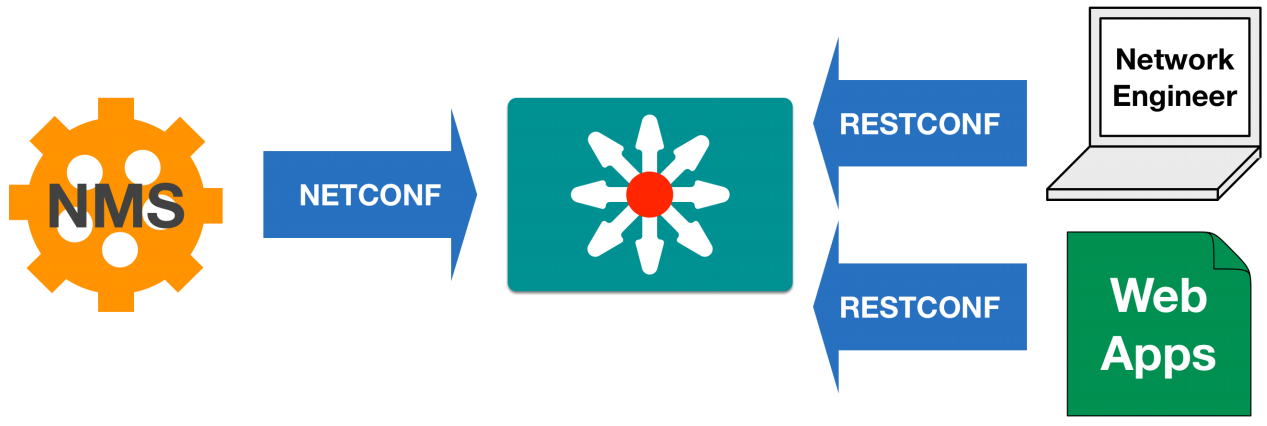 NMS
NETCONF
RESTCONF
Network
Engineer
RESTCONF
Web
Apps